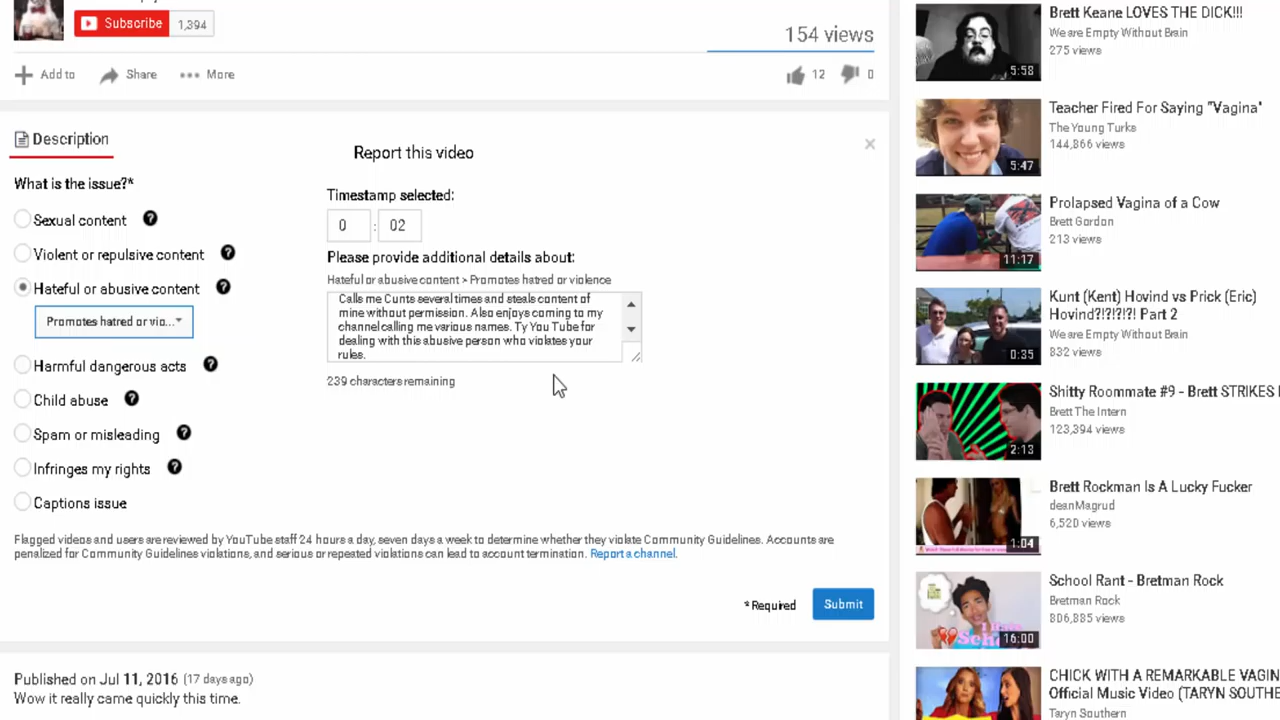 Subscribe 1,394
154 views
Add to Share More
12 0
Description
Report this video
What is the issue?*
Sexual content
Violent or repulsive content
Hateful or abusive content
Promotes hatred or vio...
Harmful dangerous acts
Child abuse
Spam or misleading
Infringes my rights
Captions issue
Timestamp selected:
0 : 02
Please provide additional details about:
Hateful or abusive content > Promotes hatred or violence
Calls me Cunts several times and steals content of
mine without permission. Also enjoys coming to my
channel calling me various names. Ty You Tube for
dealing with this abusive person who violates your
rules.
239 characters remaining
Flagged videos and users are reviewed by YouTube staff 24 hours a day, seven days a week to determine whether they violate Community Guidelines. Accounts are
penalized for Community Guidelines violations, and serious or repeated violations can lead to account termination. Report a channel.
* Required Submit
Published on Jul 11, 2016 (17 days ago)
Wow it really came quickly this time.
Brett Keane LOVES THE DICK!!!
We are Empty Without Brain
275 views
5:58
Teacher Fired For Saying "Vagina"
The Young Turks
144,866 views
5:47
Prolapsed Vagina of a Cow
Brett Gordon
213 views
11:17
Kunt (Kent) Hovind vs Prick (Eric)
Hovind?!?!?!?! Part 2
We are Empty Without Brain
832 views
0:35
Shitty Roommate #9 - Brett STRIKES
Brett The Intern
123,394 views
2:13
Brett Rockman Is A Lucky Fucker
deanMagrud
6,520 views
1:04
School Rant - Bretman Rock
Bretman Rock
806,885 views
16:00
CHICK WITH A REMARKABLE VAGIN
Official Music Video (TARYN SOUTHE
Taryn Southern